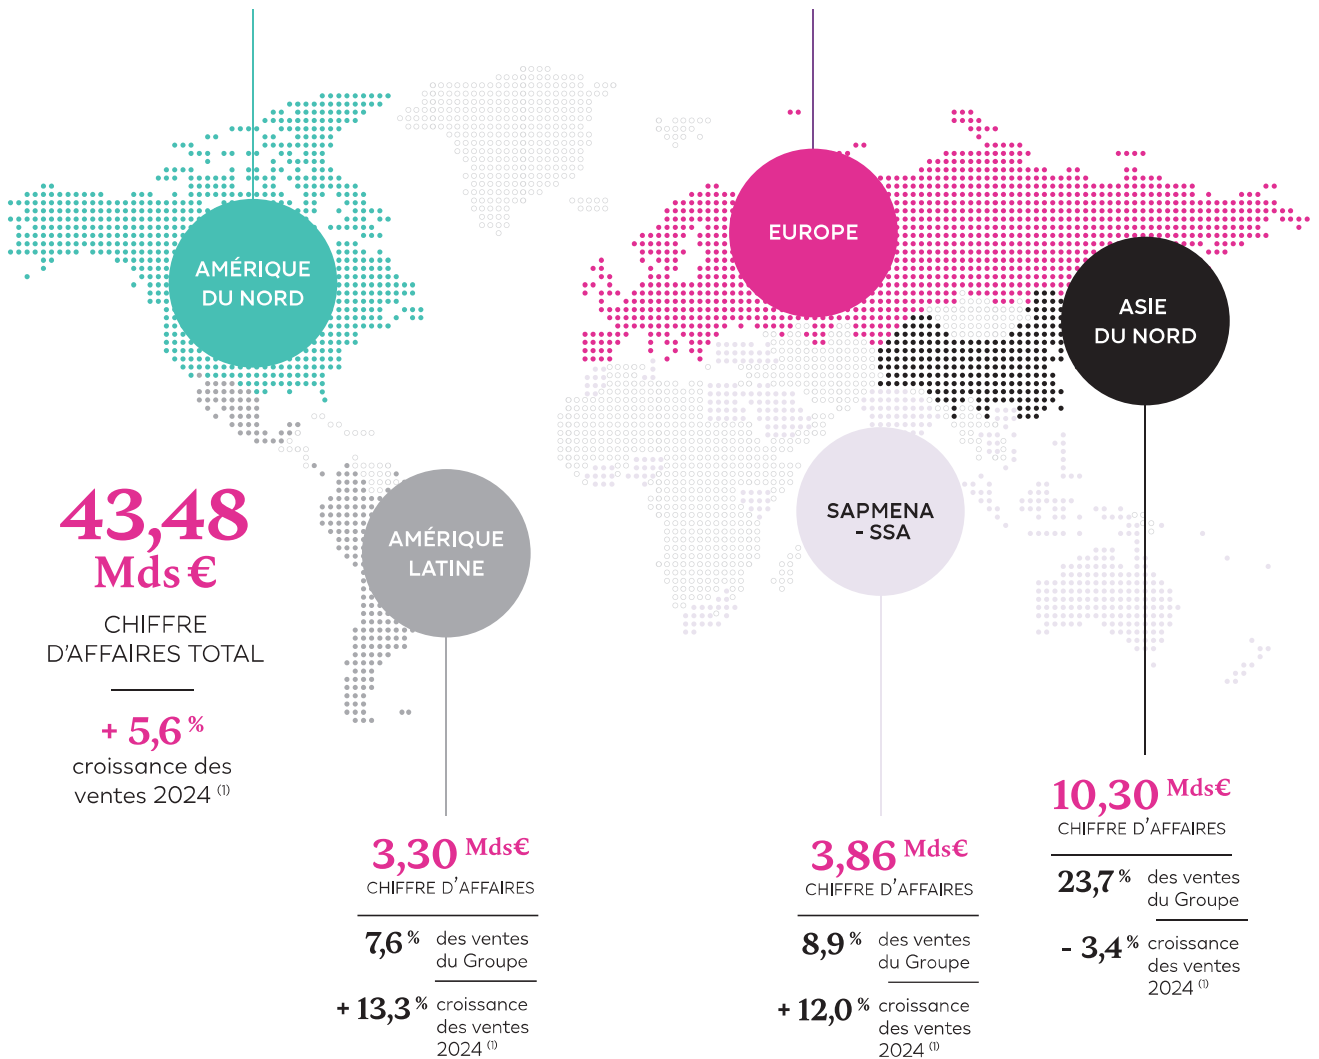 AMÉRIQUE
DU NORD
EUROPE
ASIE
DU NORD
SAPMENA
- SSA
AMÉRIQUE
LATINE
43,48
Mds €
CHIFFRE
D'AFFAIRES TOTAL
+ 5,6 %
croissance des
ventes 2024 (1)
3,30 Mds€
CHIFFRE D'AFFAIRES
7,6 % des ventes
du Groupe
+ 13,3 % croissance
des ventes
2024 (1)
3,86 Mds€
CHIFFRE D'AFFAIRES
8,9 % des ventes
du Groupe
+ 12,0 % croissance
des ventes
2024 (1)
10,30 Mds€
CHIFFRE D'AFFAIRES
23,7 % des ventes
du Groupe
- 3,4 % croissance
des ventes
2024 (1)